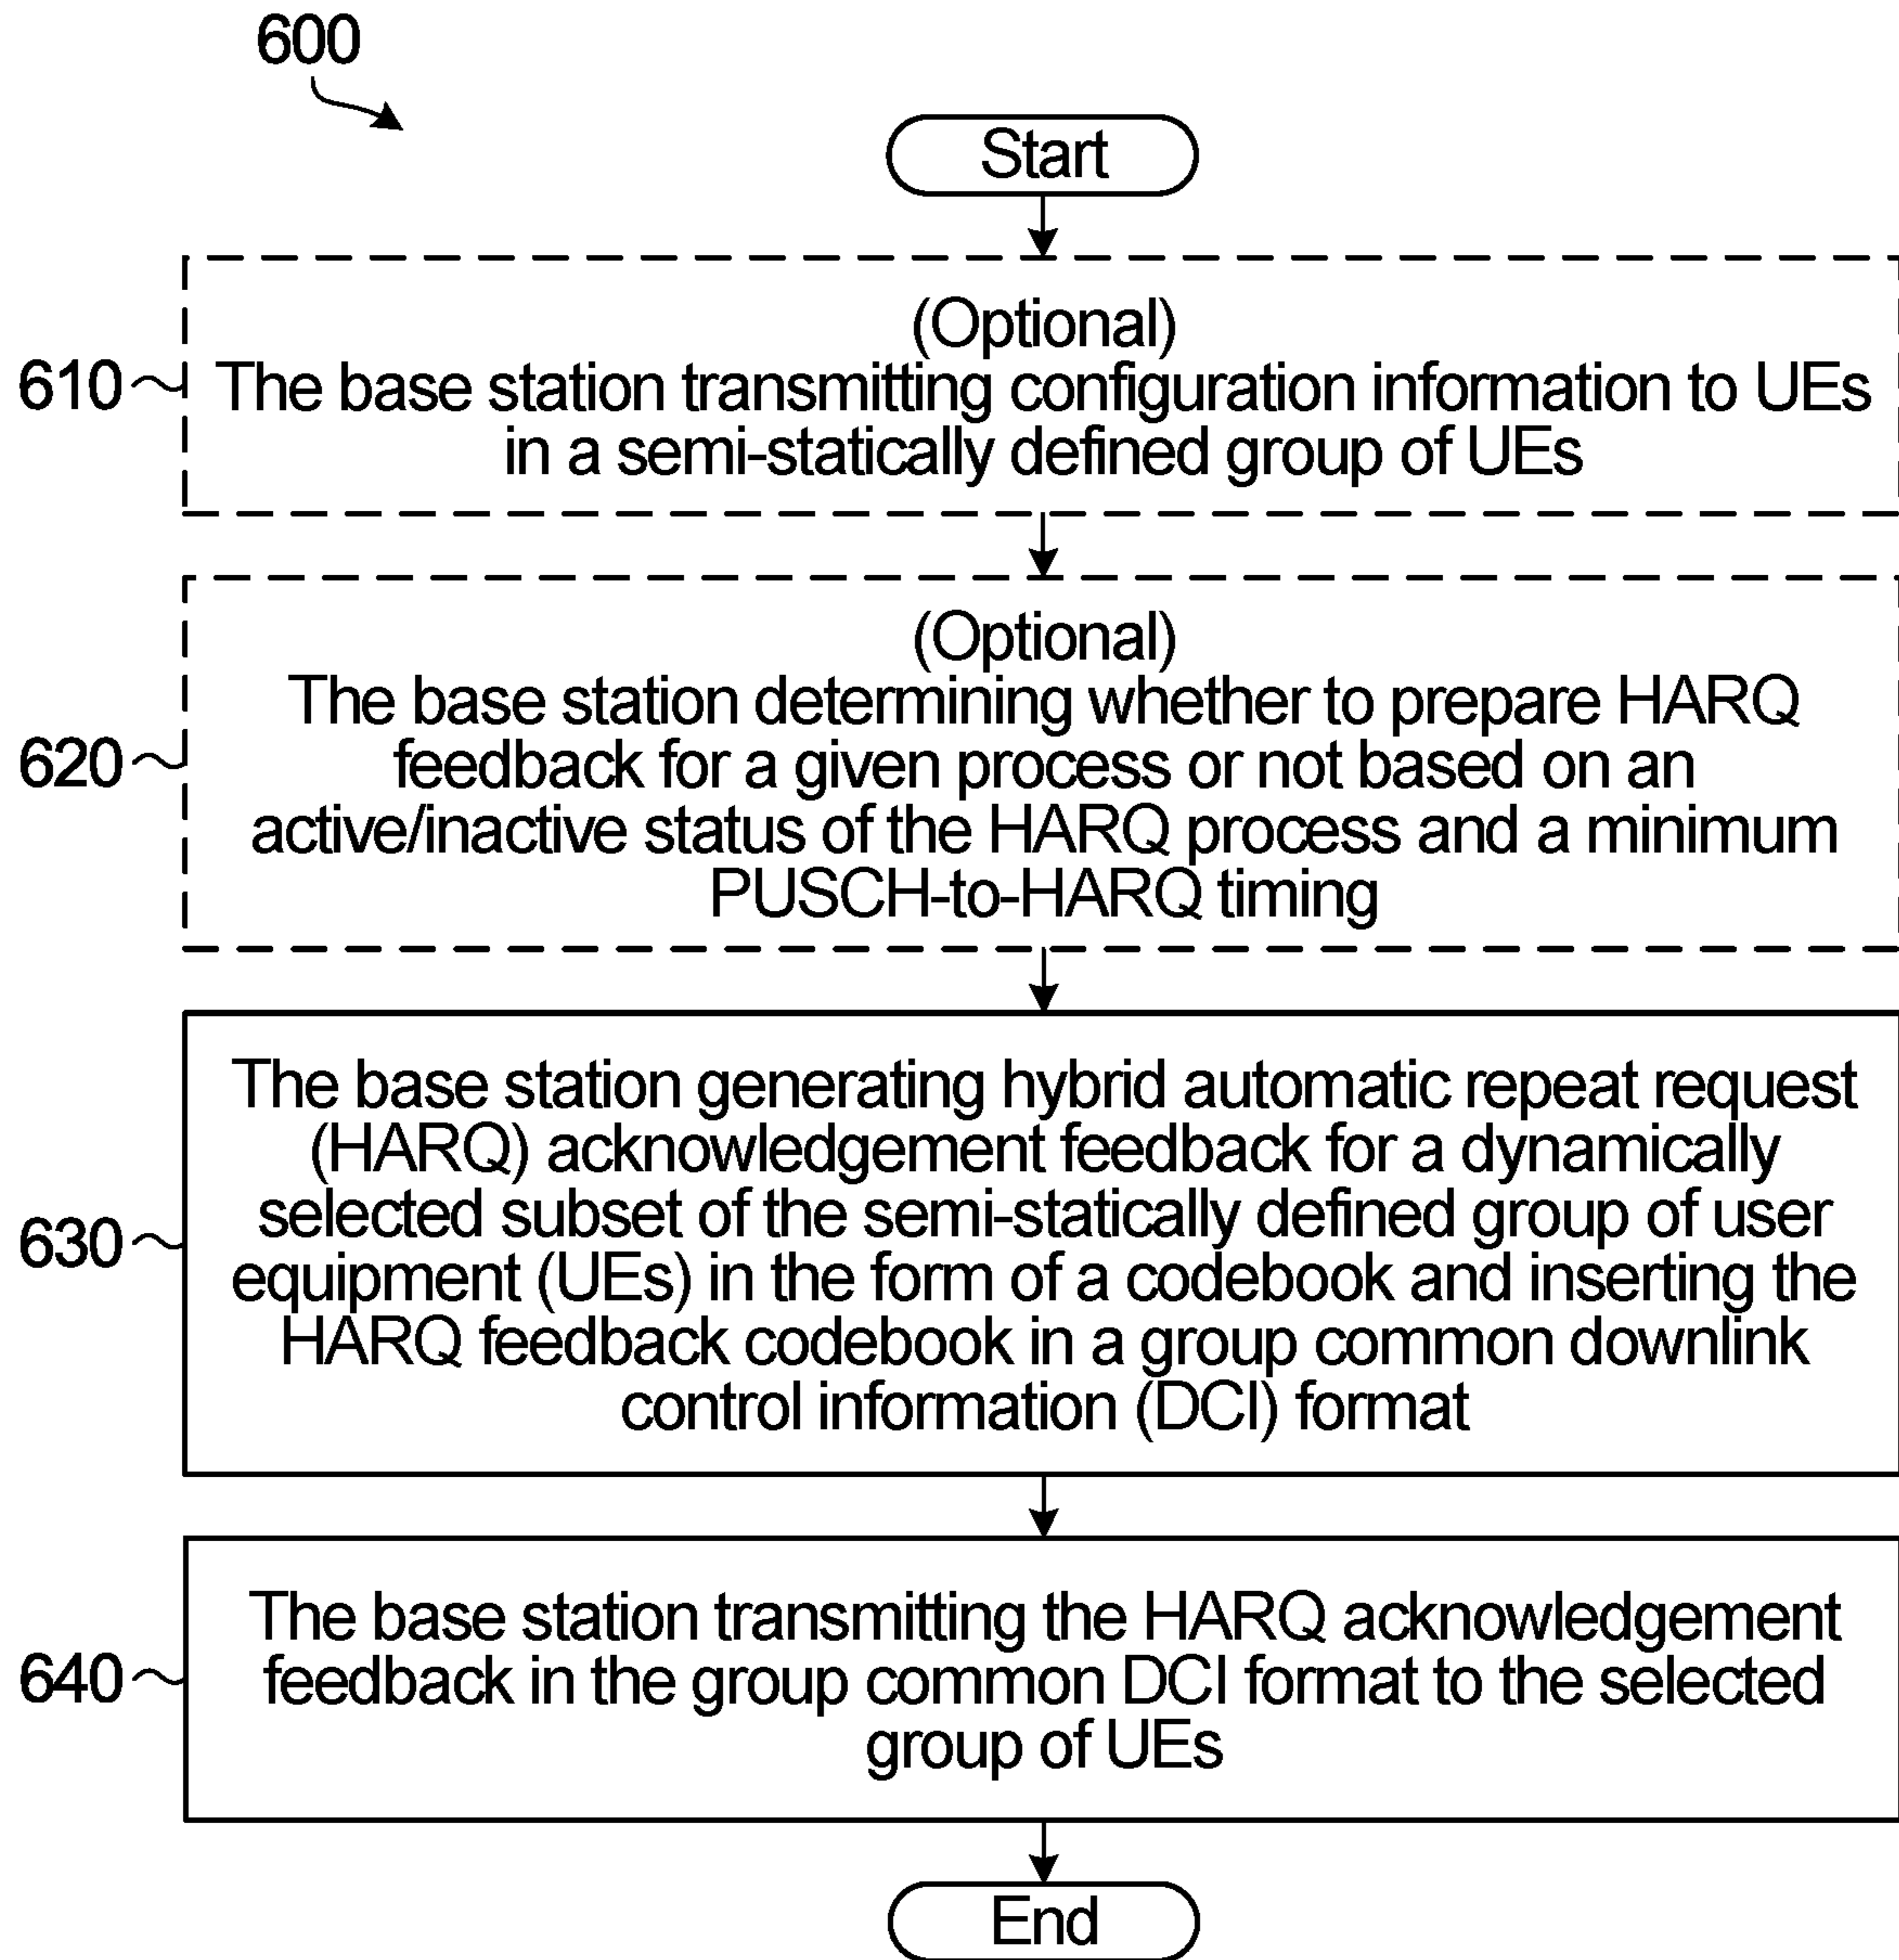 600
Start
(Optional)
610
The base station transmitting configuration information to UEs
in a semi-statically defined group of UEs
(Optional)
The base station determining whether to prepare HARQ
620
feedback for a given process or not based on an
active/inactive status of the HARQ process and a minimum
PUSCH-to-HARQ timing
The base station generating hybrid automatic repeat request
(HARQ) acknowledgement feedback for a dynamically
selected subset of the semi-statically defined group of user
630
equipment (UEs) in the form of a codebook and inserting the
HARQ feedback codebook in a group common downlink
control information (DCI) format
The base station transmitting the HARQ acknowledgement
640
feedback in the group common DCI format to the selected
group of UEs
End